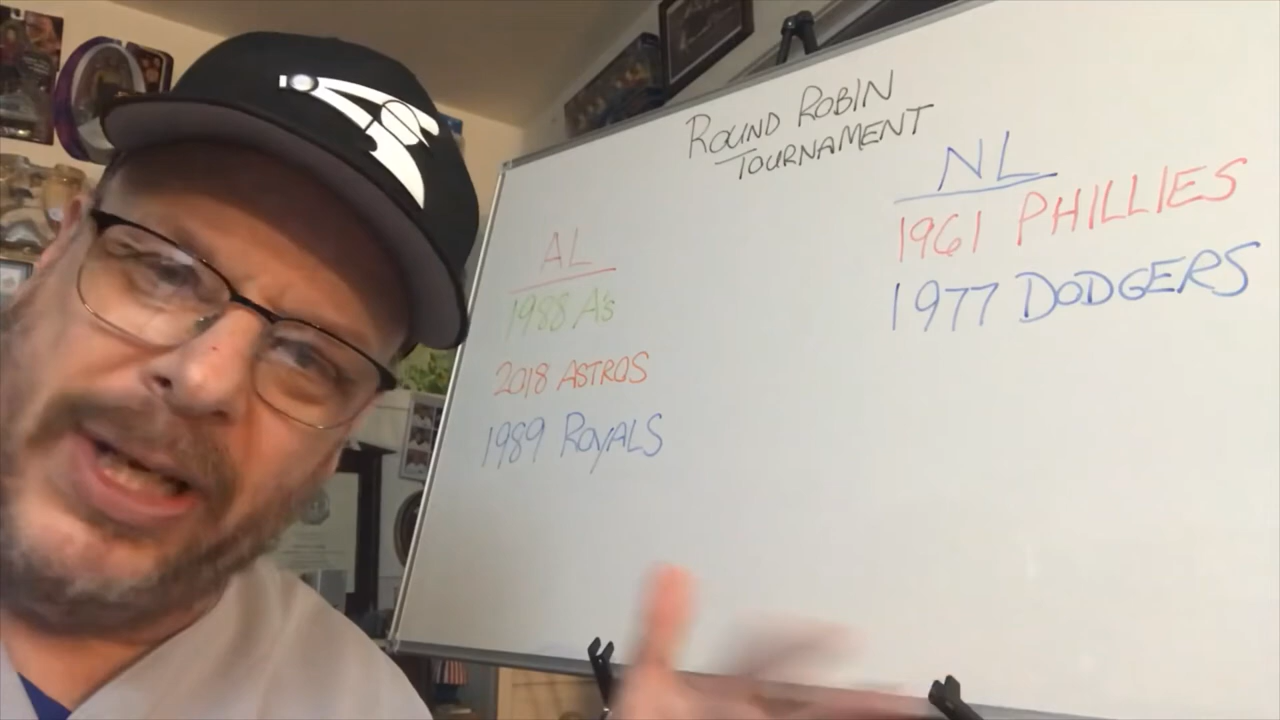 ROUND ROBIN
TOURNAMENT
AL
1988 A's
2018 ASTROS
1989 ROYALS
NL
1961 PHILLIES
1977 DODGERS